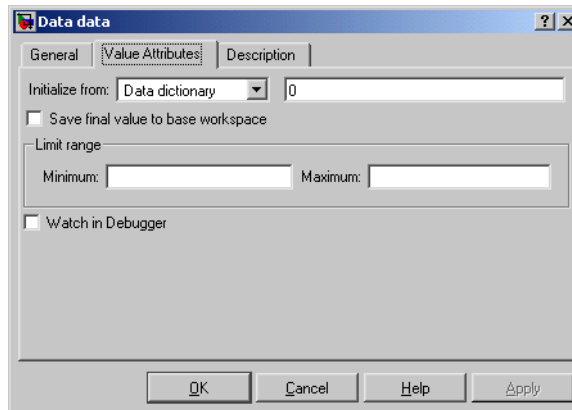 Data data
General Value Attributes Description
Initialize from: Data dictionary 0
Save final value to base workspace
Limit range
Minimum: Maximum:
Watch in Debugger
OK Cancel Help Apply